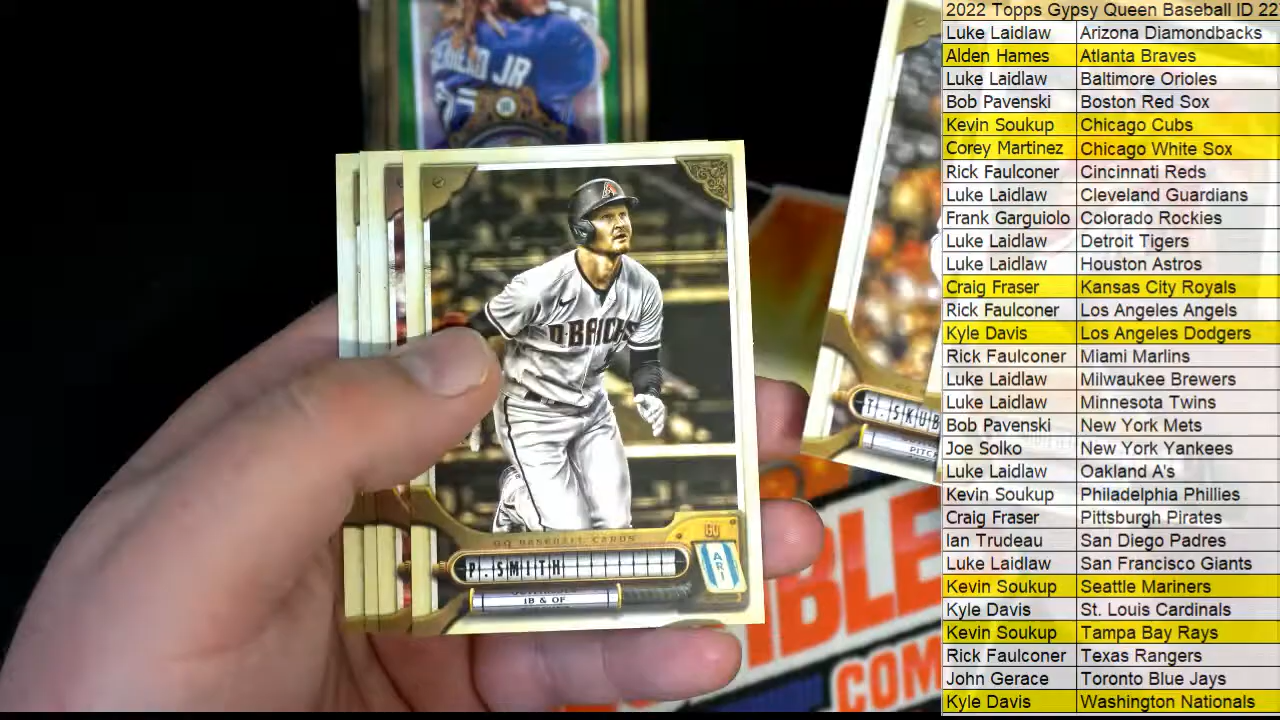 2022 Topps Gypsy Queen Baseball ID 22
Luke Laidlaw Arizona Diamondbacks
Alden Hames Atlanta Braves
Luke Laidlaw Baltimore Orioles
Bob Pavenski Boston Red Sox
Kevin Soukup Chicago Cubs
Corey Martinez Chicago White Sox
Rick Faulconer Cincinnati Reds
Luke Laidlaw Cleveland Guardians
Frank Garguiolo Colorado Rockies
Luke Laidlaw Detroit Tigers
Luke Laidlaw Houston Astros
Craig Fraser Kansas City Royals
Rick Faulconer Los Angeles Angels
Kyle Davis Los Angeles Dodgers
Rick Faulconer Miami Marlins
Luke Laidlaw Milwaukee Brewers
Luke Laidlaw Minnesota Twins
Bob Pavenski New York Mets
Joe Solko New York Yankees
Luke Laidlaw Oakland A's
Kevin Soukup Philadelphia Phillies
Craig Fraser Pittsburgh Pirates
Ian Trudeau San Diego Padres
Luke Laidlaw San Francisco Giants
Kevin Soukup Seattle Mariners
Kyle Davis St. Louis Cardinals
Kevin Soukup Tampa Bay Rays
Rick Faulconer Texas Rangers
John Gerace Toronto Blue Jays
Kyle Davis Washington Nationals
JR
D-BACKS
GQ BASEBALL CARDS
GQ
P. SMITH
ARI
1B & OF
T. SKUB
PITC
IBLE
COM